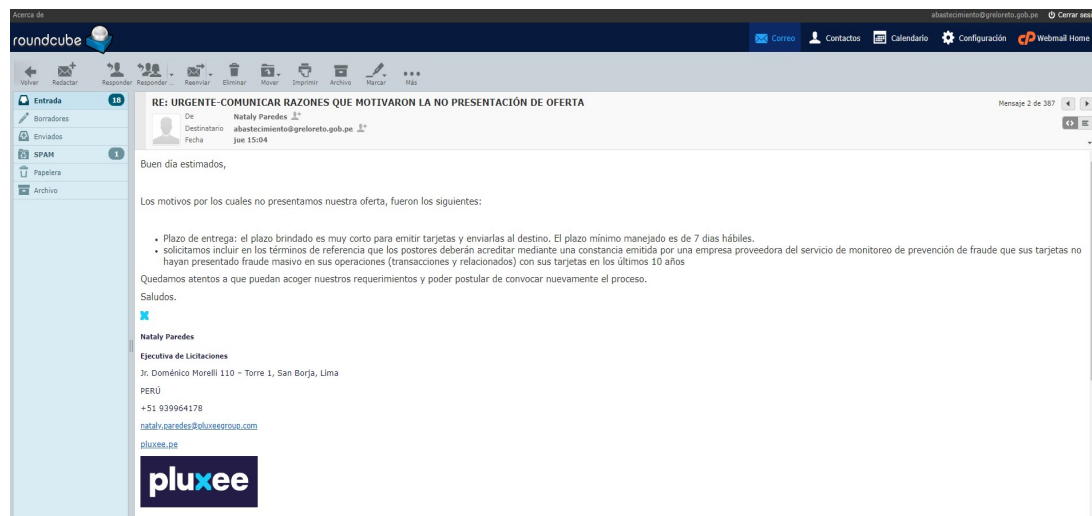 Acerca de
abastecimiento@greloreto.gob.pe Cerrar sesi
roundcube
Correo Contactos Calendario Configuración cP Webmail Home
Volver Redactar Responder Responder ... Reenviar Eliminar Mover Imprimir Archivo Marcar Más
Entrada 18
Borradores
Enviados
SPAM 1
Papelera
Archivo
RE: URGENTE-COMUNICAR RAZONES QUE MOTIVARON LA NO PRESENTACIÓN DE OFERTA
Mensaje 2 de 387
De Nataly Paredes
Destinatario abastecimiento@greloreto.gob.pe
Fecha jue 15:04
Buen día estimados,
Los motivos por los cuales no presentamos nuestra oferta, fueron los siguientes:
• Plazo de entrega: el plazo brindado es muy corto para emitir tarjetas y enviarlas al destino. El plazo mínimo manejado es de 7 dias hábiles.
• solicitamos incluir en los términos de referencia que los postores deberán acreditar mediante una constancia emitida por una empresa proveedora del servicio de monitoreo de prevención de fraude que sus tarjetas no
hayan presentado fraude masivo en sus operaciones (transacciones y relacionados) con sus tarjetas en los últimos 10 años
Quedamos atentos a que puedan acoger nuestros requerimientos y poder postular de convocar nuevamente el proceso.
Saludos.
Nataly Paredes
Ejecutiva de Licitaciones
Jr. Doménico Morelli 110 – Torre 1, San Borja, Lima
PERÚ
+51 939964178
nataly.paredes@pluxeegroup.com
pluxee.pe
pluxee